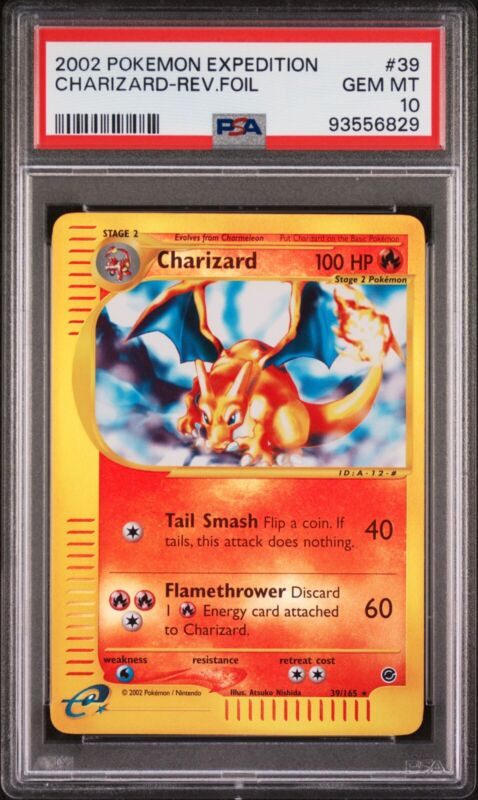 2002 POKEMON EXPEDITION #39
CHARIZARD-REV.FOIL GEM MT
10
PSA 93556829
STAGE 2
Evolves from Charmeleon Put Charizard on the Basic Pokémon
Charizard 100 HP
Stage 2 Pokémon
ID:A-12-#
Tail Smash Flip a coin. If
tails, this attack does nothing. 40
Flamethrower Discard
1 Energy card attached
to Charizard. 60
weakness resistance retreat cost
© 2002 Pokémon / Nintendo Illus. Atsuko Nishida 39/165 ★
e
PSA